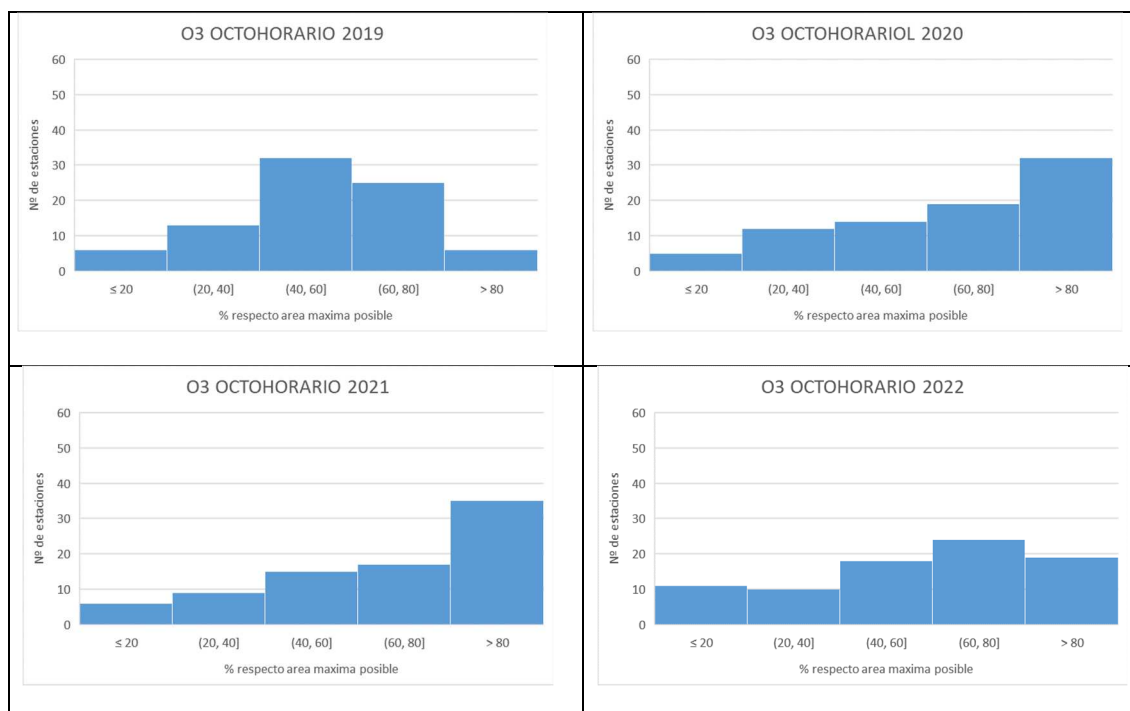 O3 OCTOHORARIO 2019
60
50
40
30
20
10
0
Nº de estaciones
≤ 20 (20, 40] (40, 60] (60, 80] > 80
% respecto area maxima posible
O3 OCTOHORARIOL 2020
60
50
40
30
20
10
0
Nº de estaciones
≤ 20 (20, 40] (40, 60] (60, 80] > 80
% respecto area maxima posible
O3 OCTOHORARIO 2021
60
50
40
30
20
10
0
Nº de estaciones
≤ 20 (20, 40] (40, 60] (60, 80] > 80
% respecto area maxima posible
O3 OCTOHORARIO 2022
60
50
40
30
20
10
0
Nº de estaciones
≤ 20 (20, 40] (40, 60] (60, 80] > 80
% respecto area maxima posible